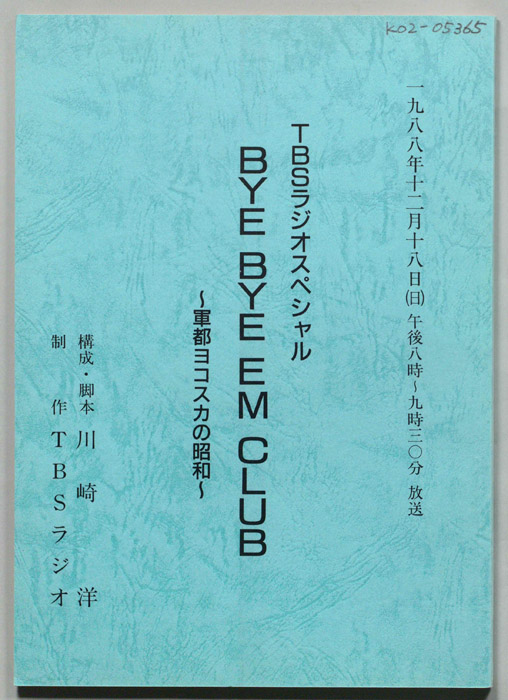 K02-05365
一九八八年十二月十八日(日) 午後八時～九時三〇分 放送
TBSラジオスペシャル
BYE BYE EM CLUB
～軍都ヨコスカの昭和～
構成・脚本 川崎 洋
制作 TBSラジオ